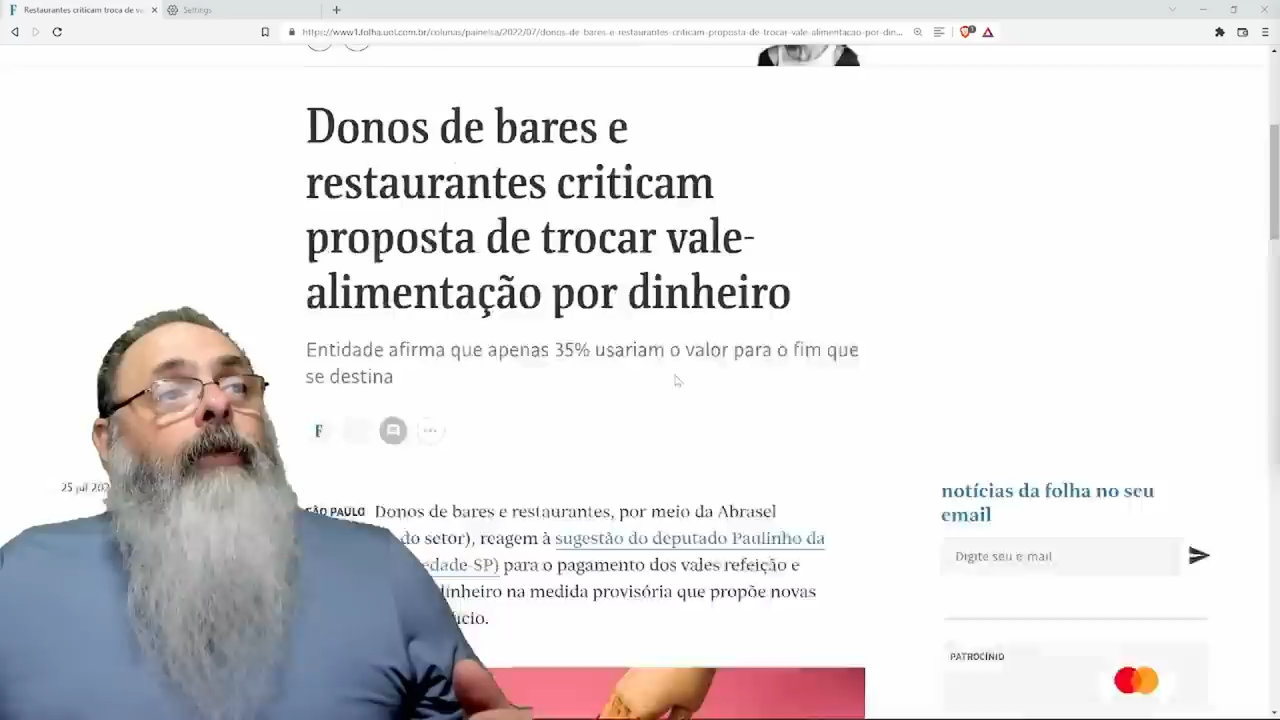 Restaurantes criticam troca de va
Settings
https://www1.folha.uol.com.br/colunas/painelsa/2022/07/donos-de-bares-e-restaurantes-criticam-proposta-de-trocar-vale-alimentacao-por-din...
Donos de bares e
restaurantes criticam
proposta de trocar vale-
alimentação por dinheiro
Entidade afirma que apenas 35% usariam o valor para o fim que
se destina
25 jul 202
SÃO PAULO Donos de bares e restaurantes, por meio da Abrasel
do setor), reagem à sugestão do deputado Paulinho da
edade-SP) para o pagamento dos vales refeição e
inheiro na medida provisória que propõe novas
notícias da folha no seu
email
Digite seu e-mail
PATROCÍNIO